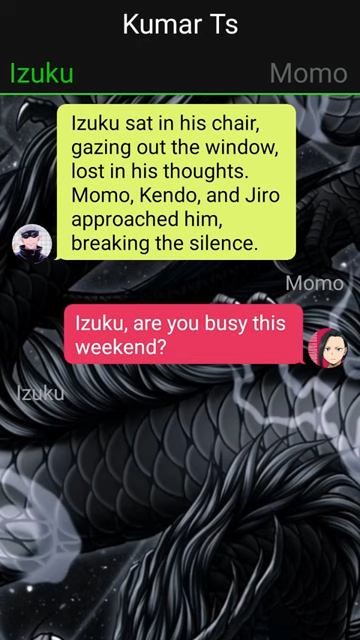 Kumar Ts
Izuku Momo
Izuku sat in his chair,
gazing out the window,
lost in his thoughts.
Momo, Kendo, and Jiro
approached him,
breaking the silence.
Momo
Izuku, are you busy this
weekend?
Izuku